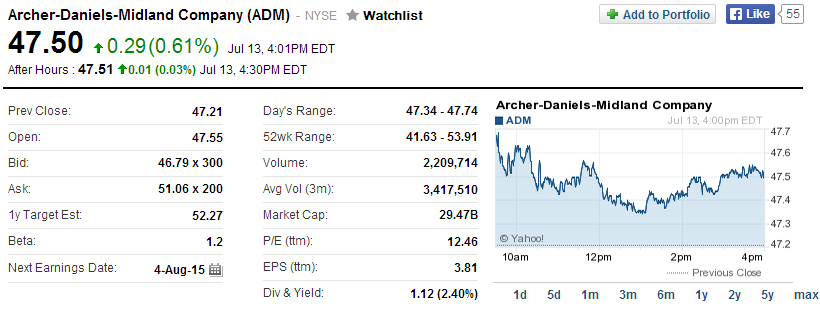 Archer-Daniels-Midland Company (ADM) - NYSE ★ Watchlist
+ Add to Portfolio
f Like 55
47.50 ↑ 0.29(0.61%) Jul 13, 4:01PM EDT
After Hours : 47.51 ↑0.01 (0.03%) Jul 13, 4:30PM EDT
Prev Close: 47.21
Open: 47.55
Bid: 46.79 x 300
Ask: 51.06 x 200
1y Target Est: 52.27
Beta: 1.2
Next Earnings Date: 4-Aug-15
Day's Range: 47.34 - 47.74
52wk Range: 41.63 - 53.91
Volume: 2,209,714
Avg Vol (3m): 3,417,510
Market Cap: 29.47B
P/E (ttm): 12.46
EPS (ttm): 3.81
Div & Yield: 1.12 (2.40%)
Archer-Daniels-Midland Company
ADM Jul 13, 4:00pm EDT
47.7
47.6
47.5
47.4
47.3
47.2
© Yahoo!
10am 12pm 2pm 4pm
Previous Close
1d 5d 1m 3m 6m 1y 2y 5y max